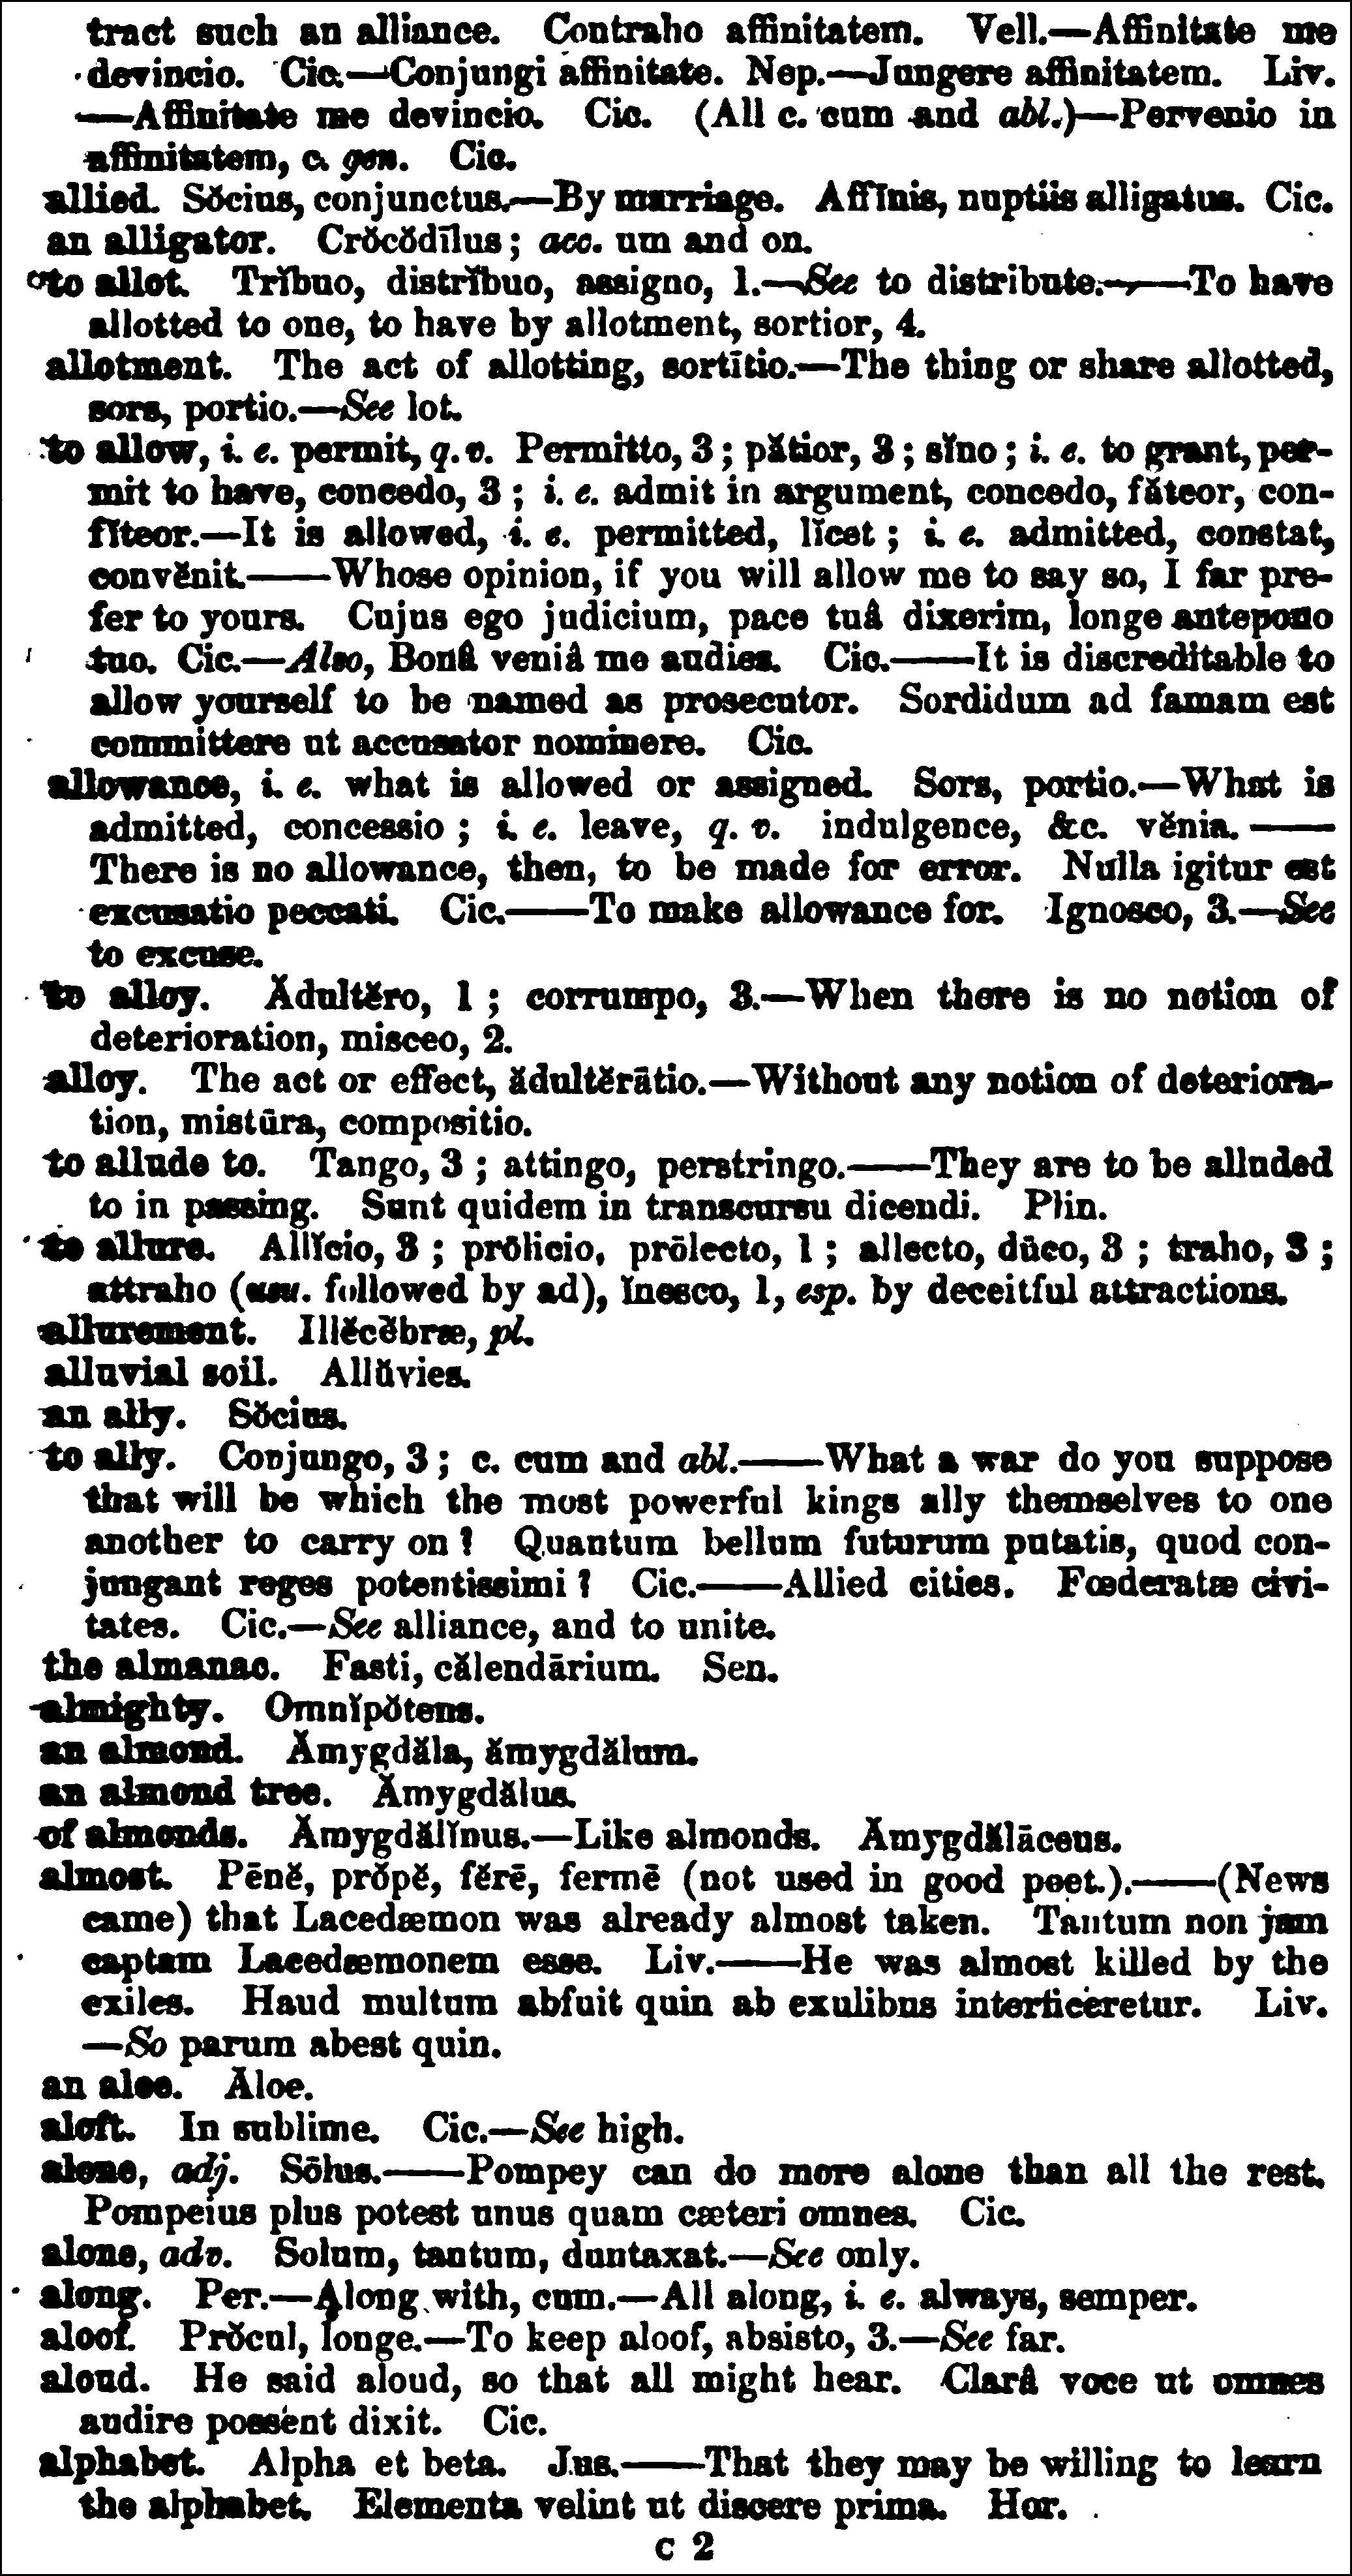 tract such an alliance. Contraho affinitatem. Vell.—Affinitate me
devincio. Cic.—Conjungi affinitate. Nep.—Jungere affinitatem. Liv.
—Affinitate me devincio. Cic. (All c. cum and abl.)—Pervenio in
affinitatem, c. gen. Cic.
allied. Sŏcius, conjunctus.—By marriage. Affīnis, nuptiis alligatus. Cic.
an alligator. Crŏcŏdīlus; acc. um and on.
to allot. Trĭbuo, distrĭbuo, assigno, 1.—See to distribute.——To have
allotted to one, to have by allotment, sortior, 4.
allotment. The act of allotting, sortītio.—The thing or share allotted,
sors, portio.—See lot.
to allow, i. e. permit, q. v. Permitto, 3; pătior, 3; sĭno; i. e. to grant, per-
mit to have, concedo, 3; i. e. admit in argument, concedo, făteor, con-
fĭteor.—It is allowed, i. e. permitted, lĭcet; i. e. admitted, constat,
convĕnit.——Whose opinion, if you will allow me to say so, I far pre-
fer to yours. Cujus ego judicium, pace tuâ dixerim, longe antepono
tuo. Cic.—Also, Bonâ veniâ me audies. Cic.——It is discreditable to
allow yourself to be named as prosecutor. Sordidum ad famam est
committere ut accusator nominere. Cic.
allowance, i. e. what is allowed or assigned. Sors, portio.—What is
admitted, concessio; i. e. leave, q. v. indulgence, &c. vĕnia.——
There is no allowance, then, to be made for error. Nulla igitur est
excusatio peccati. Cic.——To make allowance for. Ignosco, 3.—See
to excuse.
to alloy. Ădultĕro, 1; corrumpo, 3.—When there is no notion of
deterioration, misceo, 2.
alloy. The act or effect, ădultĕrātio.—Without any notion of deteriora-
tion, mistūra, compositio.
to allude to. Tango, 3; attingo, perstringo.——They are to be alluded
to in passing. Sunt quidem in transcursu dicendi. Plin.
to allure. Allĭcio, 3; prōlicio, prōlecto, 1; allecto, dūco, 3; traho, 3;
attraho (usu. followed by ad), ĭnesco, 1, esp. by deceitful attractions.
allurement. Illĕcĕbræ, pl.
alluvial soil. Allŭvies.
an ally. Sŏcius.
to ally. Conjungo, 3; c. cum and abl.——What a war do you suppose
that will be which the most powerful kings ally themselves to one
another to carry on? Quantum bellum futurum putatis, quod con-
jungant reges potentissimi? Cic.——Allied cities. Fœderatæ civi-
tates. Cic.—See alliance, and to unite.
the almanac. Fasti, călendārium. Sen.
almighty. Omnĭpŏtens.
an almond. Ămygdăla, ămygdălum.
an almond tree. Ămygdălus.
of almonds. Ămygdălĭnus.—Like almonds. Ămygdălāceus.
almost. Pēnĕ, prŏpĕ, fĕrē, fermē (not used in good poet.).——(News
came) that Lacedæmon was already almost taken. Tantum non jam
captam Lacedæmonem esse. Liv.——He was almost killed by the
exiles. Haud multum abfuit quin ab exulibus interficeretur. Liv.
—So parum abest quin.
an aloe. Ăloe.
aloft. In sublime. Cic.—See high.
alone, adj. Sōlus.——Pompey can do more alone than all the rest.
Pompeius plus potest unus quam cæteri omnes. Cic.
alone, adv. Solum, tantum, duntaxat.—See only.
along. Per.—Along with, cum.—All along, i. e. always, semper.
aloof. Prŏcul, longe.—To keep aloof, absisto, 3.—See far.
aloud. He said aloud, so that all might hear. Clarâ voce ut omnes
audire possent dixit. Cic.
alphabet. Alpha et beta. Jus.——That they may be willing to learn
the alphabet. Elementa velint ut discere prima. Hor.
C 2